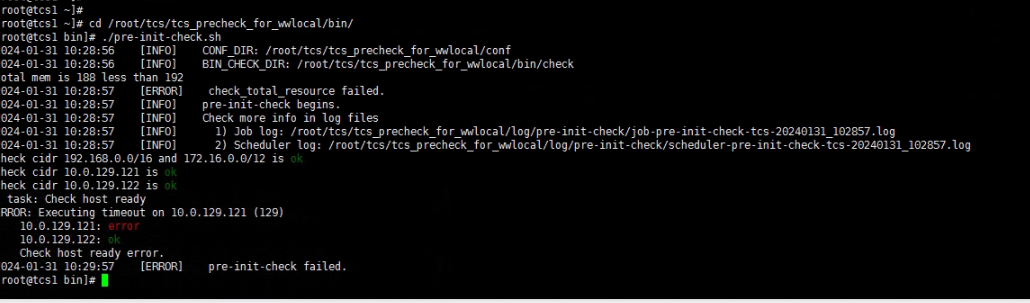 root@tcs1 ~]#
root@tcs1 ~]# cd /root/tcs/tcs_precheck_for_wwlocal/bin/
root@tcs1 bin]# ./pre-init-check.sh
024-01-31 10:28:56 [INFO] CONF_DIR: /root/tcs/tcs_precheck_for_wwlocal/conf
024-01-31 10:28:56 [INFO] BIN_CHECK_DIR: /root/tcs/tcs_precheck_for_wwlocal/bin/check
otal mem is 188 less than 192
024-01-31 10:28:57 [ERROR] check_total_resource failed.
024-01-31 10:28:57 [INFO] pre-init-check begins.
024-01-31 10:28:57 [INFO] Check more info in log files
024-01-31 10:28:57 [INFO] 1) Job log: /root/tcs/tcs_precheck_for_wwlocal/log/pre-init-check/job-pre-init-check-tcs-20240131_102857.log
024-01-31 10:28:57 [INFO] 2) Scheduler log: /root/tcs/tcs_precheck_for_wwlocal/log/pre-init-check/scheduler-pre-init-check-tcs-20240131_102857.log
heck cidr 192.168.0.0/16 and 172.16.0.0/12 is ok
heck cidr 10.0.129.121 is ok
heck cidr 10.0.129.122 is ok
task: Check host ready
RROR: Executing timeout on 10.0.129.121 (129)
10.0.129.121: error
10.0.129.122: ok
Check host ready error.
024-01-31 10:29:57 [ERROR] pre-init-check failed.
root@tcs1 bin]#